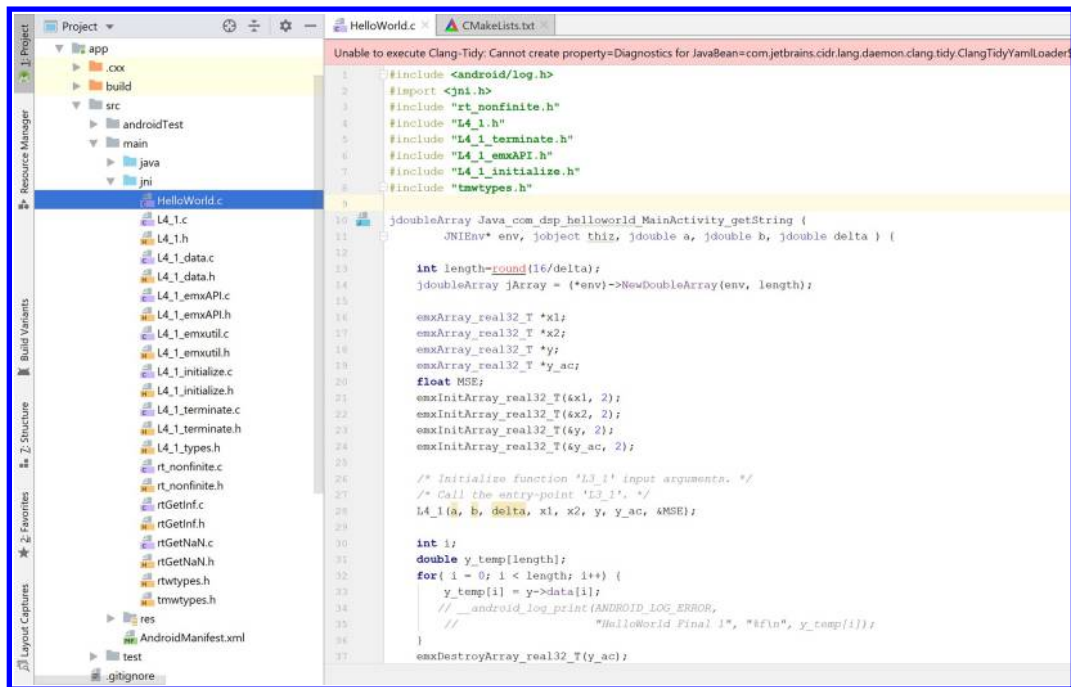 1: Project
Resource Manager
Build Variants
Z: Structure
2: Favorites
Layout Captures
Project
app
.cxx
build
src
androidTest
main
java
jni
HelloWorld.c
L4_1.c
L4_1.h
L4_1_data.c
L4_1_data.h
L4_1_emxAPI.c
L4_1_emxAPI.h
L4_1_emxutil.c
L4_1_emxutil.h
L4_1_initialize.c
L4_1_initialize.h
L4_1_terminate.c
L4_1_terminate.h
L4_1_types.h
rt_nonfinite.c
rt_nonfinite.h
rtGetInf.c
rtGetInf.h
rtGetNaN.c
rtGetNaN.h
rtwtypes.h
tmwtypes.h
res
AndroidManifest.xml
test
.gitignore
HelloWorld.c
CMakeLists.txt
Unable to execute Clang-Tidy: Cannot create property=Diagnostics for JavaBean=com.jetbrains.cidr.lang.daemon.clang.tidy.ClangTidyYamlLoader$
1 #include <android/log.h>
2 #import <jni.h>
3 #include "rt_nonfinite.h"
4 #include "L4_1.h"
5 #include "L4_1_terminate.h"
6 #include "L4_1_emxAPI.h"
7 #include "L4_1_initialize.h"
8 #include "tmwtypes.h"
9
10 jdoubleArray Java_com_dsp_helloworld_MainActivity_getString (
11 JNIEnv* env, jobject thiz, jdouble a, jdouble b, jdouble delta ) {
12
13 int length=round(16/delta);
14 jdoubleArray jArray = (*env)->NewDoubleArray(env, length);
15
16 emxArray_real32_T *x1;
17 emxArray_real32_T *x2;
18 emxArray_real32_T *y;
19 emxArray_real32_T *y_ac;
20 float MSE;
21 emxInitArray_real32_T(&x1, 2);
22 emxInitArray_real32_T(&x2, 2);
23 emxInitArray_real32_T(&y, 2);
24 emxInitArray_real32_T(&y_ac, 2);
25
26 /* Initialize function 'L3_1' input arguments. */
27 /* Call the entry-point 'L3_1'. */
28 L4_1(a, b, delta, x1, x2, y, y_ac, &MSE);
29
30 int i;
31 double y_temp[length];
32 for( i = 0; i < length; i++) {
33 y_temp[i] = y->data[i];
34 // __android_log_print(ANDROID_LOG_ERROR,
35 // "HelloWorld Final 1", "%f\n", y_temp[i]);
36 }
37 emxDestroyArray_real32_T(y_ac);